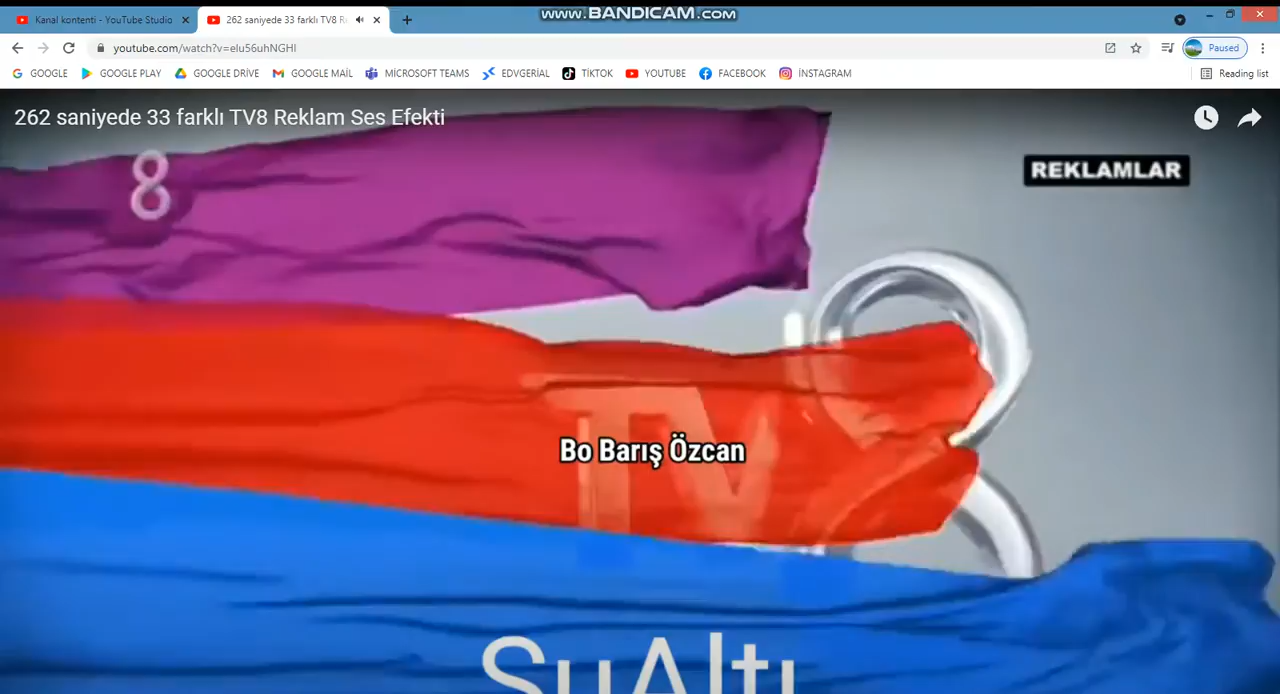 www.BANDICAM.com
Kanal kontenti - YouTube Studio
262 saniyede 33 farklı TV8 R
youtube.com/watch?v=elu56uhNGHI
Paused
GOOGLE
GOOGLE PLAY
GOOGLE DRİVE
GOOGLE MAİL
MİCROSOFT TEAMS
EDVGERİAL
TİKTOK
YOUTUBE
FACEBOOK
İNSTAGRAM
Reading list
262 saniyede 33 farklı TV8 Reklam Ses Efekti
8
REKLAMLAR
TV
Bo Barış Özcan
SuAltı